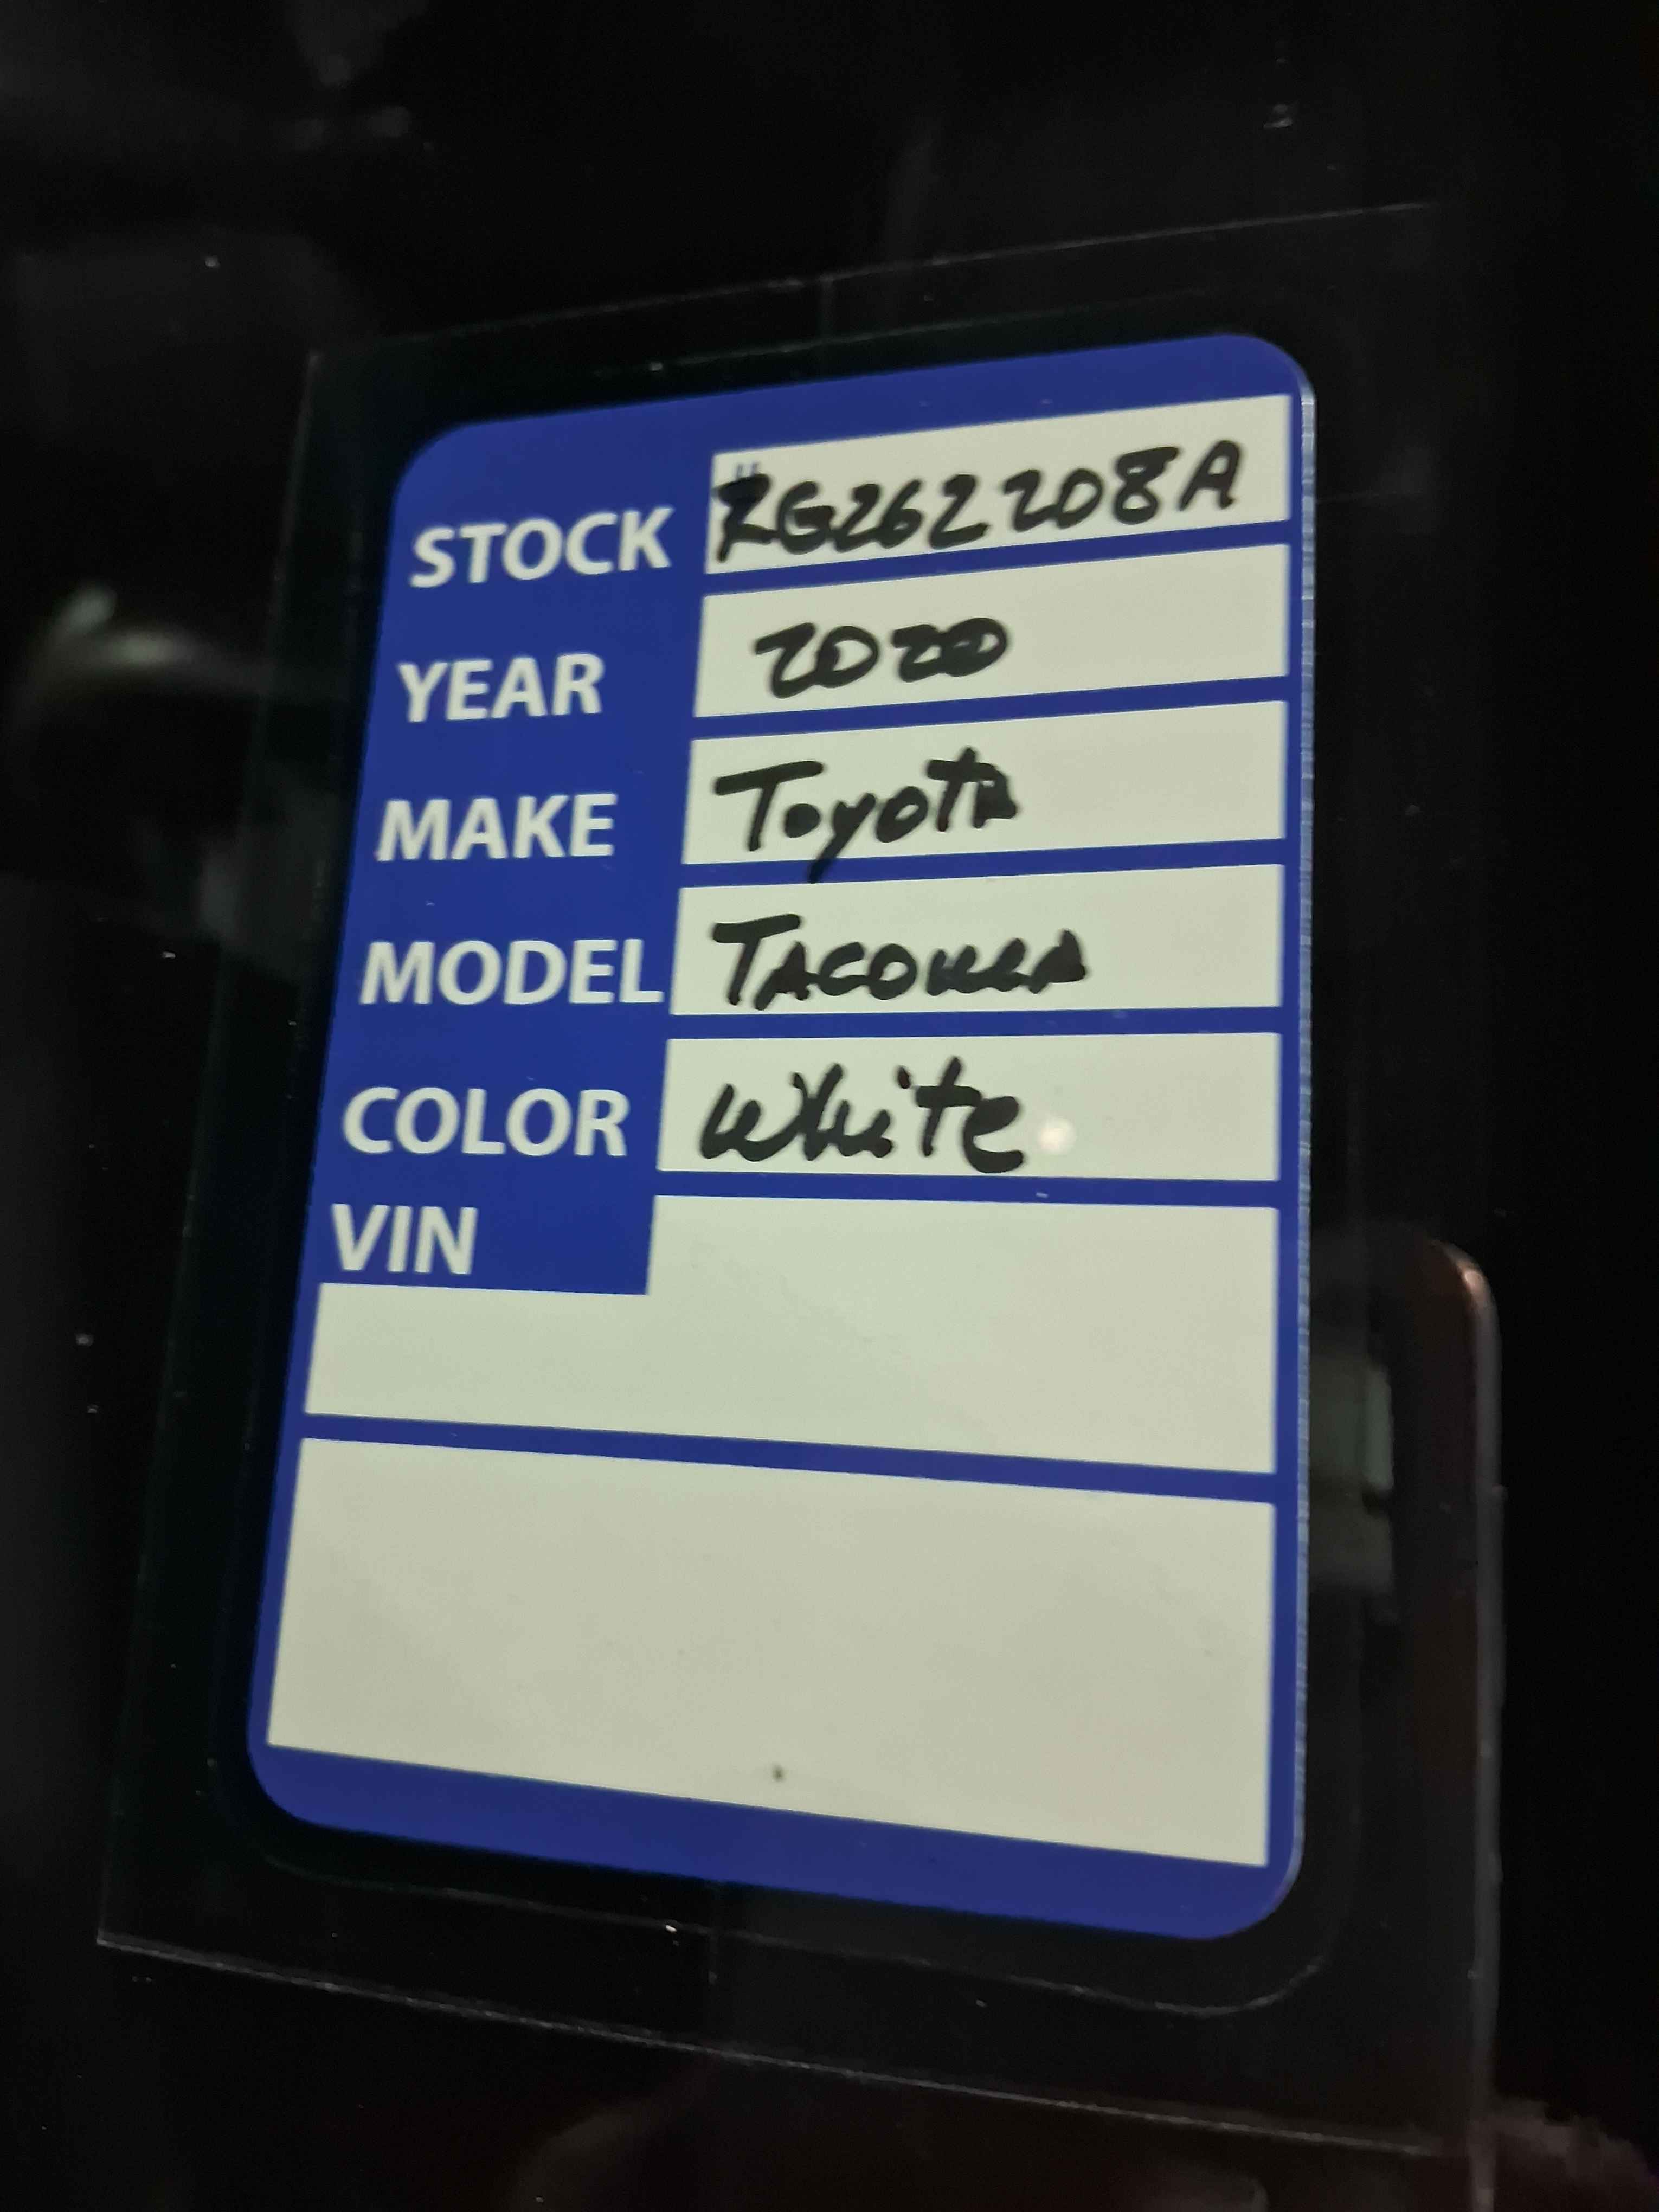 STOCK RG262208A
YEAR 2020
MAKE Toyota
MODEL TACOMA
COLOR White
VIN